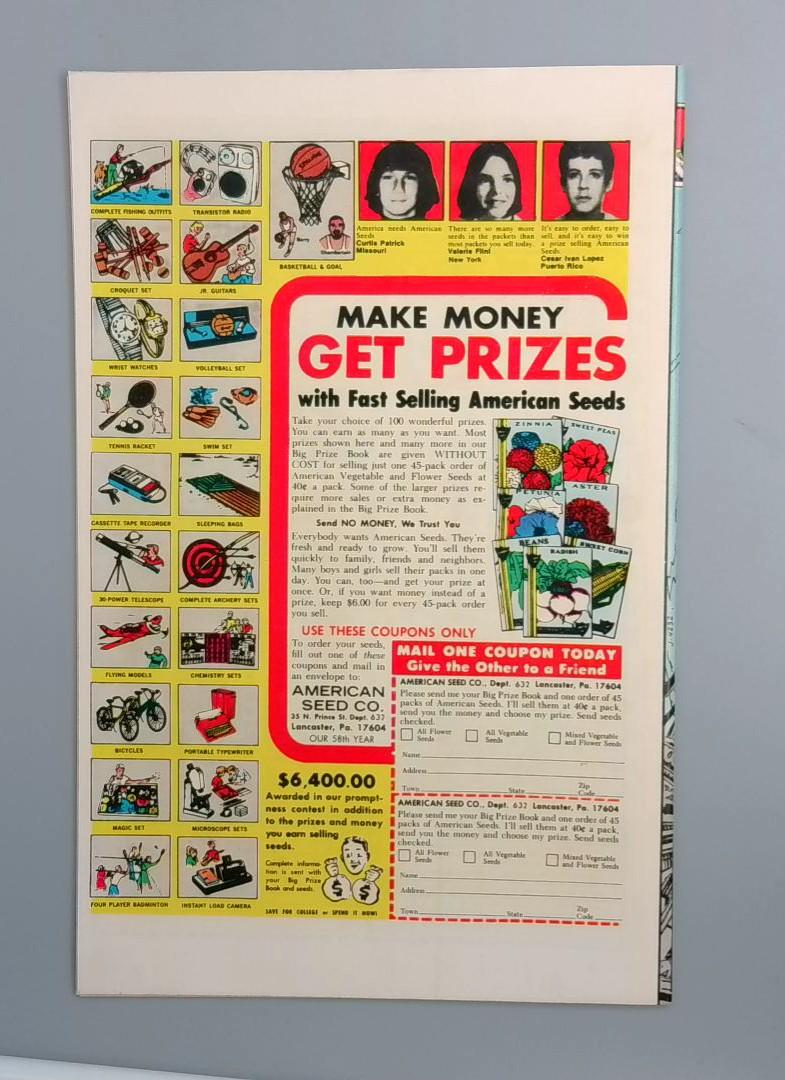 COMPLETE FISHING OUTFITS
TRANSISTOR RADIO
CROQUET SET
JR. GUITARS
WRIST WATCHES
VOLLEYBALL SET
TENNIS RACKET
SWIM SET
CASSETTE TAPE RECORDER
SLEEPING BAGS
30-POWER TELESCOPE
COMPLETE ARCHERY SETS
FLYING MODELS
CHEMISTRY SETS
BICYCLES
PORTABLE TYPEWRITER
MAGIC SET
MICROSCOPE SETS
FOUR PLAYER BADMINTON
INSTANT LOAD CAMERA
SPALDING
Barry
Chamberlain
BASKETBALL & GOAL
America needs American
Seeds
Curtis Patrick
Missouri
There are so many more
seeds in the packets than
most packets you sell today.
Valerie Flint
New York
It's easy to order, easy to
sell, and it's easy to win
a prize selling American
Seeds.
Cesar Ivan Lopez
Puerto Rico
MAKE MONEY
GET PRIZES
with Fast Selling American Seeds
Take your choice of 100 wonderful prizes.
You can earn as many as you want. Most
prizes shown here and many more in our
Big Prize Book are given WITHOUT
COST for selling just one 45-pack order of
American Vegetable and Flower Seeds at
40¢ a pack. Some of the larger prizes re-
quire more sales or extra money as ex-
plained in the Big Prize Book.
Send NO MONEY, We Trust You
Everybody wants American Seeds. They're
fresh and ready to grow. You'll sell them
quickly to family, friends and neighbors.
Many boys and girls sell their packs in one
day. You can, too—and get your prize at
once. Or, if you want money instead of a
prize, keep $6.00 for every 45-pack order
you sell.
ZINNIA
SWEET PEAS
PETUNIA
ASTER
BEANS
RADISH
SWEET CORN
USE THESE COUPONS ONLY
To order your seeds,
fill out one of these
coupons and mail in
an envelope to:
AMERICAN
SEED CO.
35 N. Prince St. Dept. 632
Lancaster, Pa. 17604
OUR 58th YEAR
MAIL ONE COUPON TODAY
Give the Other to a Friend
AMERICAN SEED CO., Dept. 632 Lancaster, Pa. 17604
Please send me your Big Prize Book and one order of 45
packs of American Seeds. I'll sell them at 40¢ a pack,
send you the money and choose my prize. Send seeds
checked.
All Flower Seeds
All Vegetable Seeds
Mixed Vegetable and Flower Seeds
Name
Address
Town State Zip Code
AMERICAN SEED CO., Dept. 632 Lancaster, Pa. 17604
Please send me your Big Prize Book and one order of 45
packs of American Seeds. I'll sell them at 40¢ a pack,
send you the money and choose my prize. Send seeds
checked.
All Flower Seeds
All Vegetable Seeds
Mixed Vegetable and Flower Seeds
Name
Address
Town State Zip Code
$6,400.00
Awarded in our prompt-
ness contest in addition
to the prizes and money
you earn selling
seeds.
Complete informa-
tion is sent with
your Big Prize
Book and seeds.
$ $
SAVE FOR COLLEGE or SPEND IT NOW!